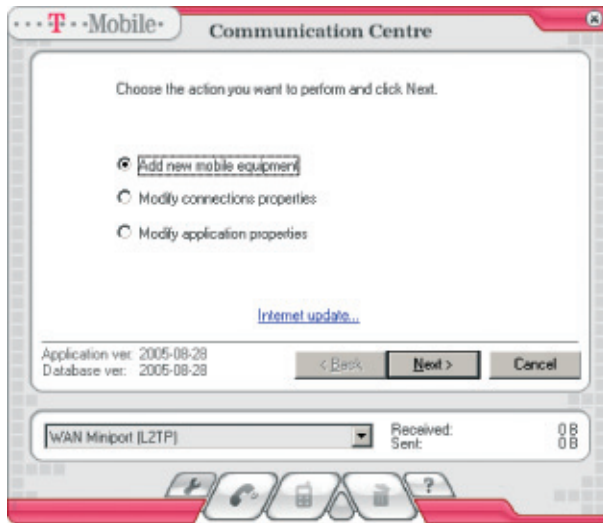 ···T··Mobile·
Communication Centre
Choose the action you want to perform and click Next.
Add new mobile equipment
Modify connections properties
Modify application properties
Internet update...
Application ver: 2005-08-28
Database ver: 2005-08-28
< Back
Next >
Cancel
WAN Miniport (L2TP)
Received: 0 B
Sent: 0 B
?